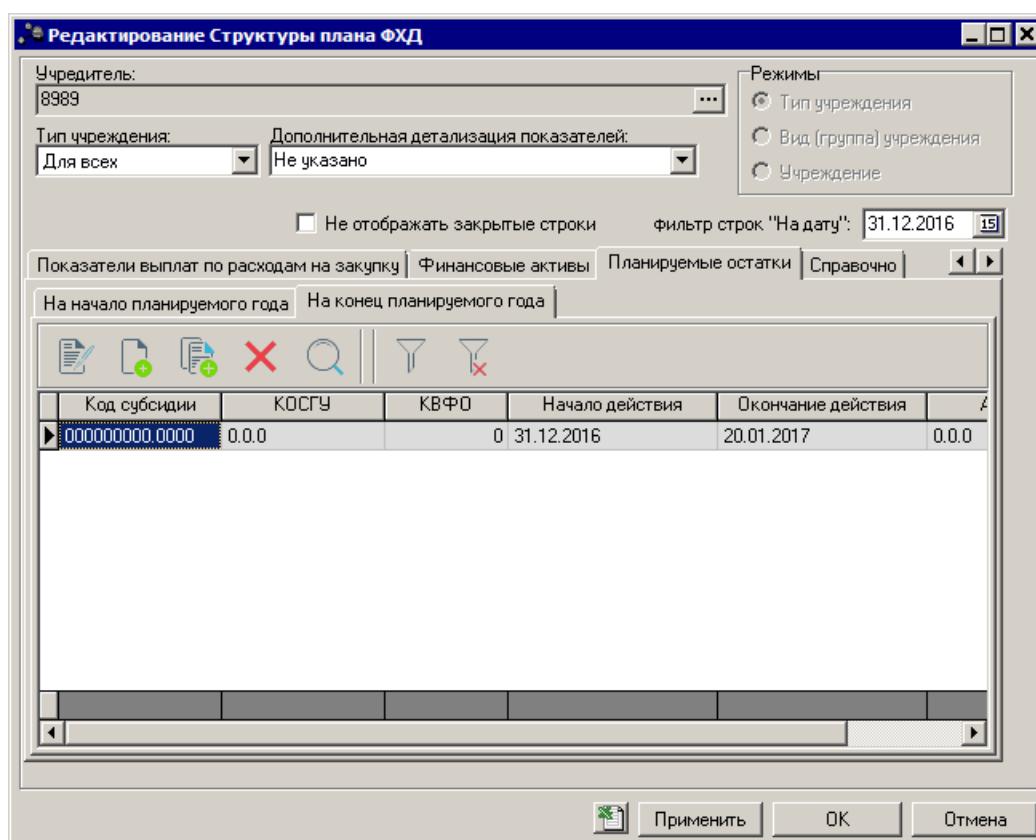 Редактирование Структуры плана ФХД
Учредитель:
8989
Режимы
Тип учреждения
Вид (группа) учреждения
Учреждение
Тип учреждения:
Дополнительная детализация показателей:
Для всех
Не указано
Не отображать закрытые строки
фильтр строк "На дату":
31.12.2016
15
Показатели выплат по расходам на закупку
Финансовые активы
Планируемые остатки
Справочно
На начало планируемого года
На конец планируемого года
Код субсидии
КОСГУ
КВФО
Начало действия
Окончание действия
000000000.0000
0.0.0
0
31.12.2016
20.01.2017
0.0.0
Применить
OK
Отмена